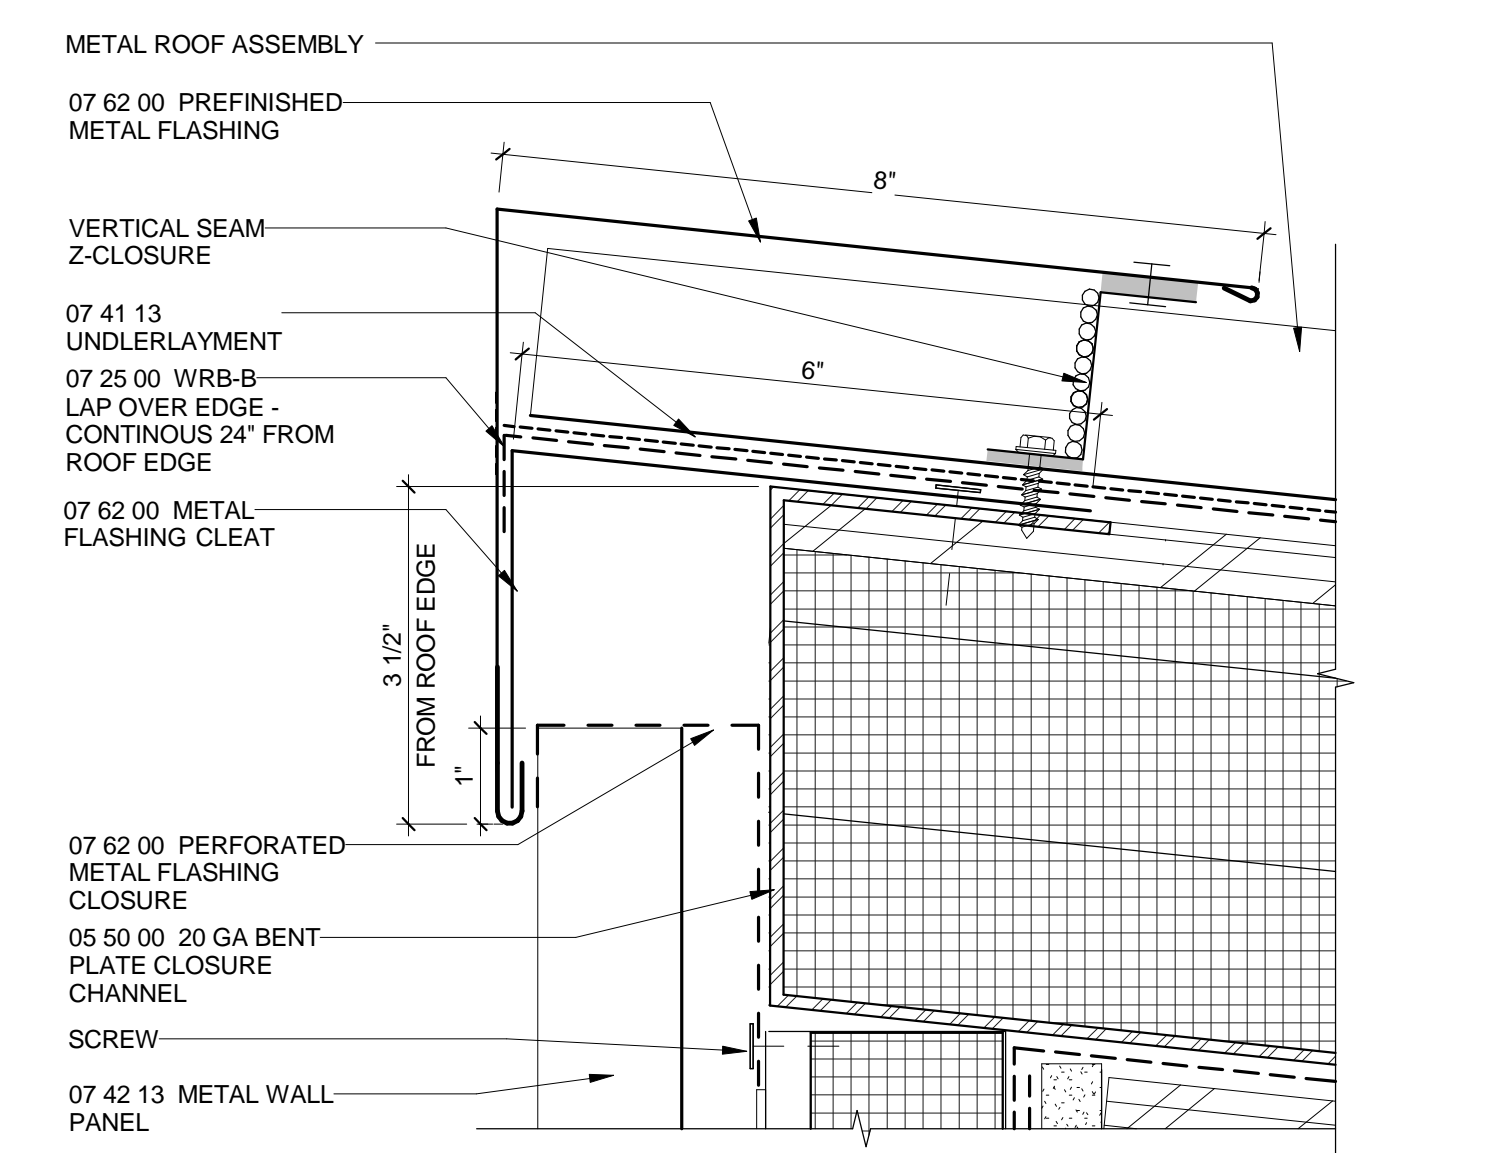 METAL ROOF ASSEMBLY
07 62 00 PREFINISHED
METAL FLASHING
8"
VERTICAL SEAM
Z-CLOSURE
07 41 13
UNDLERLAYMENT
6"
07 25 00 WRB-B
LAP OVER EDGE -
CONTINOUS 24" FROM
ROOF EDGE
07 62 00 METAL
FLASHING CLEAT
3 1/2"
FROM ROOF EDGE
1"
07 62 00 PERFORATED
METAL FLASHING
CLOSURE
05 50 00 20 GA BENT
PLATE CLOSURE
CHANNEL
SCREW
07 42 13 METAL WALL
PANEL